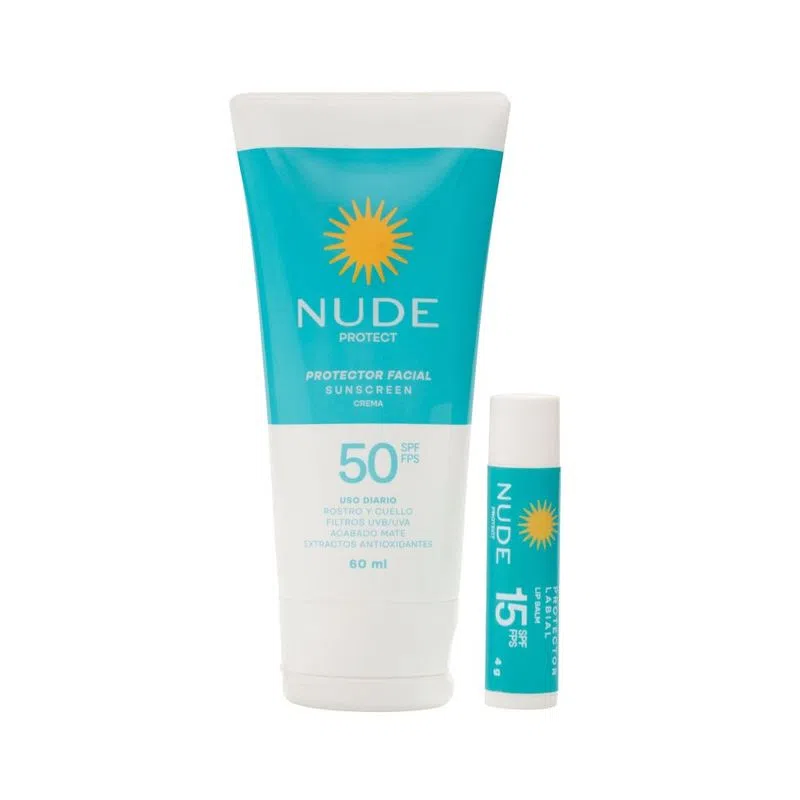 NUDE
PROTECT
PROTECTOR FACIAL
SUNSCREEN
CREMA
50 SPF
FPS
USO DIARIO
ROSTRO Y CUELLO
FILTROS UVB/UVA
ACABADO MATE
EXTRACTOS ANTIOXIDANTES
60 ml
NUDE
PROTECT
PROTECTOR
LABIAL
LIP BALM
15 SPF
FPS
4 g